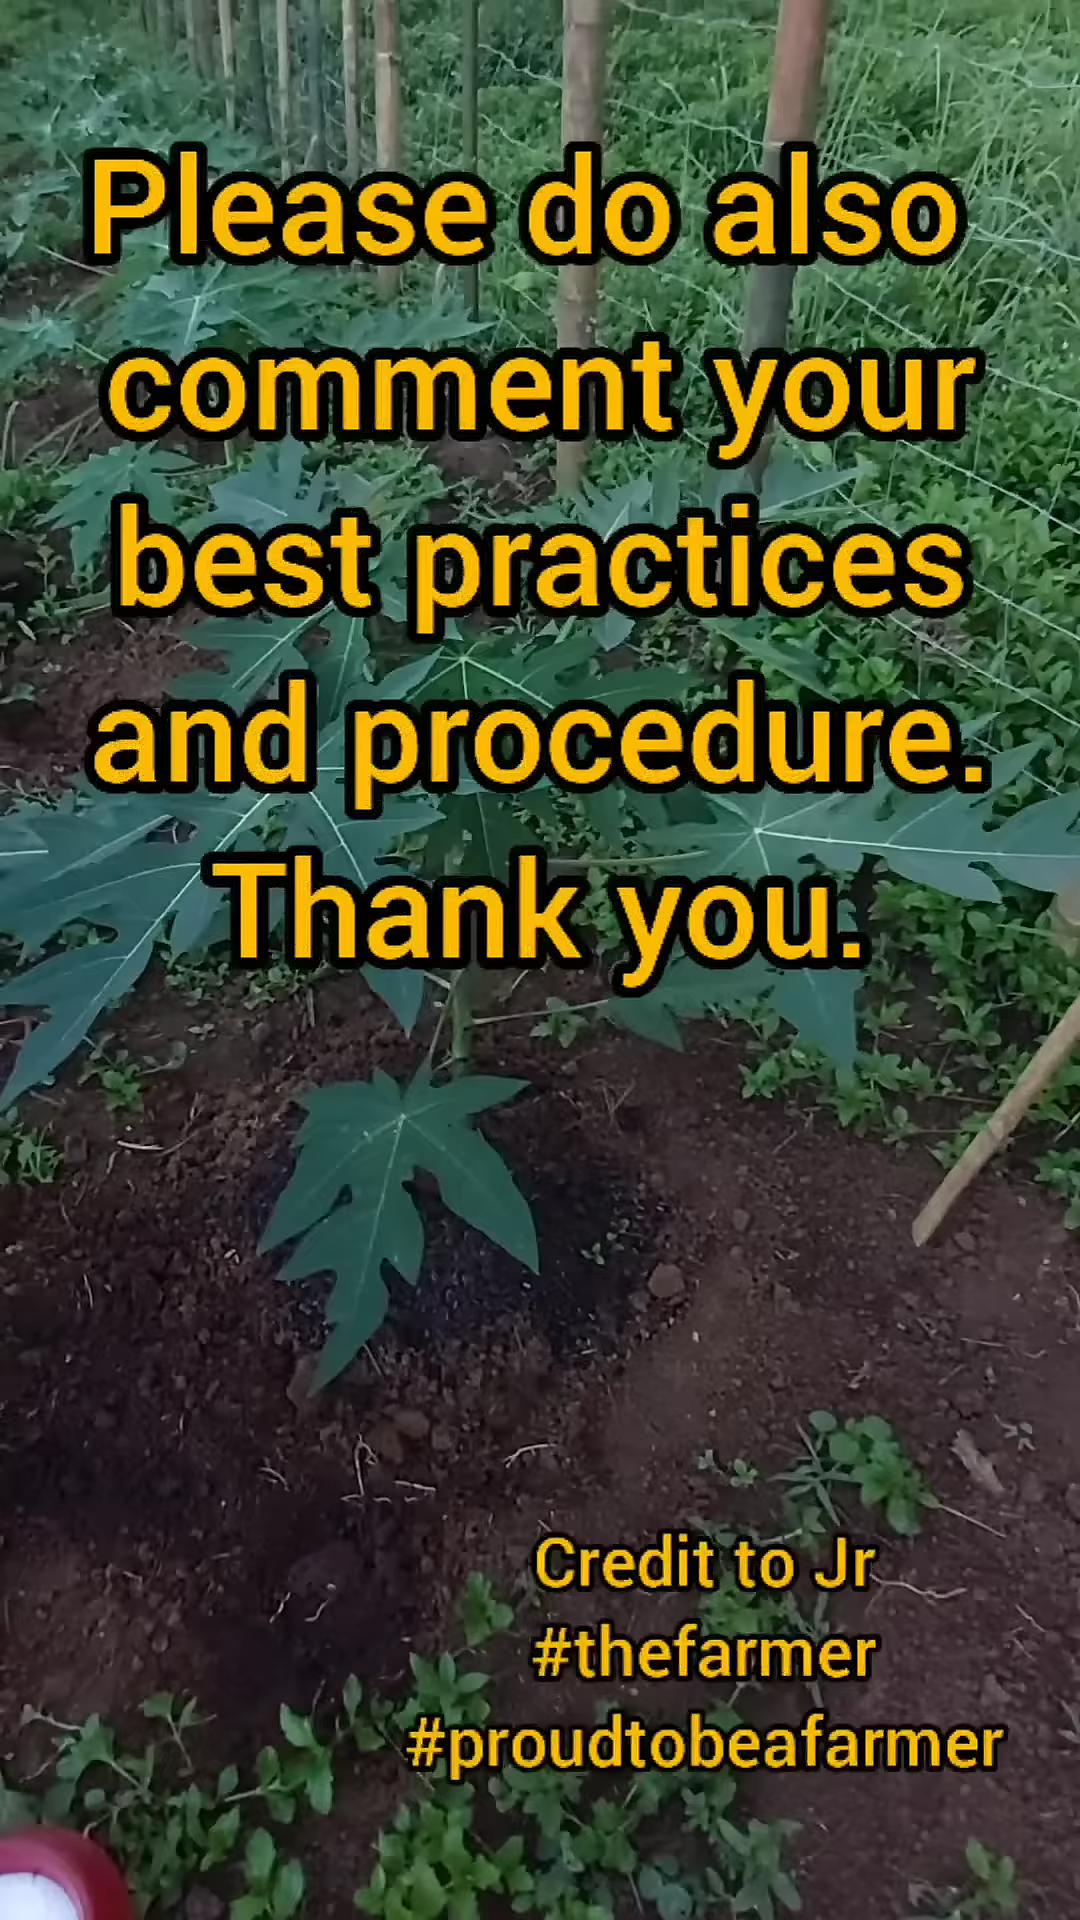 Please do also
comment your
best practices
and procedure.
Thank you.
Credit to Jr
#thefarmer
#proudtobeafarmer